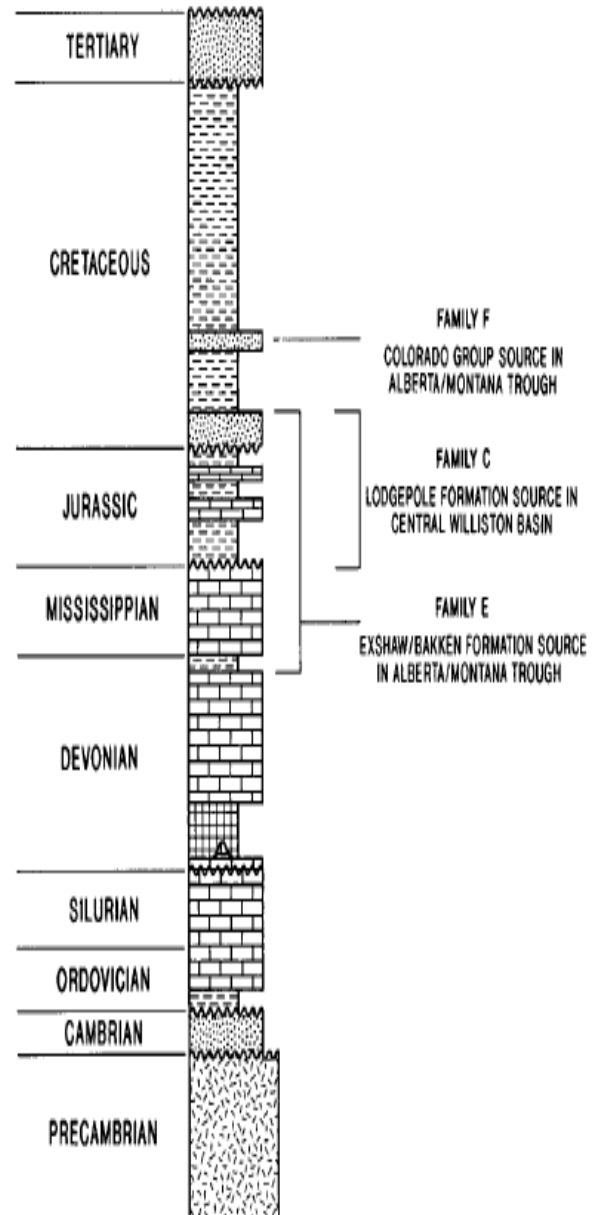 TERTIARY
CRETACEOUS
FAMILY F
COLORADO GROUP SOURCE IN
ALBERTA/MONTANA TROUGH
FAMILY C
LODGEPOLE FORMATION SOURCE IN
CENTRAL WILLISTON BASIN
JURASSIC
MISSISSIPPIAN
FAMILY E
EXSHAW/BAKKEN FORMATION SOURCE
IN ALBERTA/MONTANA TROUGH
DEVONIAN
SILURIAN
ORDOVICIAN
CAMBRIAN
PRECAMBRIAN